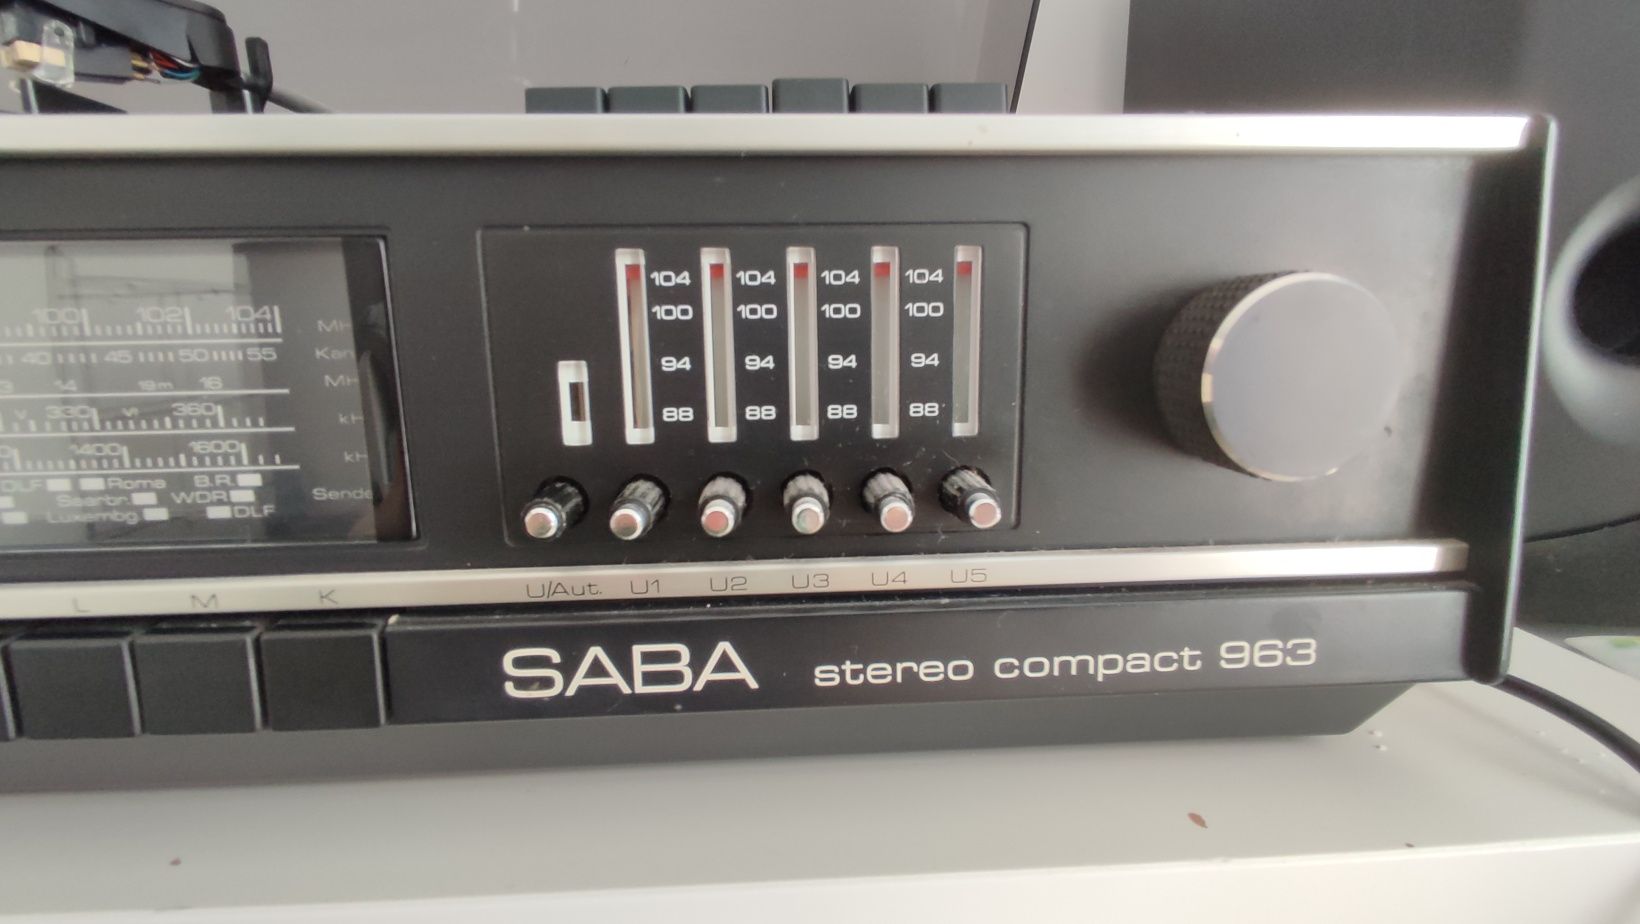 100 102 104 MH
40 45 50 55 Kan
14 19m 16 MH
330 VI 360 kH
1400 1600 kH
DLF Roma B.R.
Saarbr. WDR Sende
Luxembg. DLF
104 104 104 104
100 100 100 100
94 94 94 94
88 88 88 88
L M K U/Aut. U1 U2 U3 U4 U5
SABA stereo compact 963